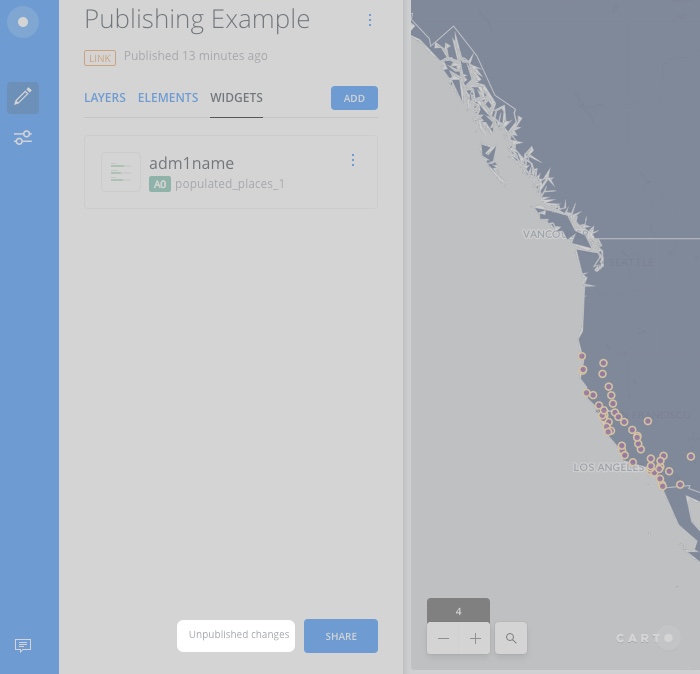 Publishing Example
LINK Published 13 minutes ago
LAYERS ELEMENTS WIDGETS ADD
adm1name
A0 populated_places_1
Unpublished changes SHARE
SEATTLE
LOS ANGELES
4
CARTO